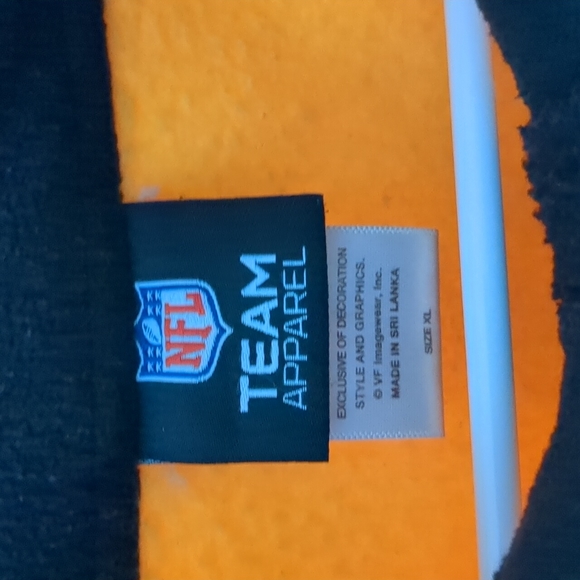 NFL
TEAM
APPAREL
EXCLUSIVE OF DECORATION
STYLE AND GRAPHICS.
© VF Imagewear, Inc.
MADE IN SRI LANKA
SIZE XL